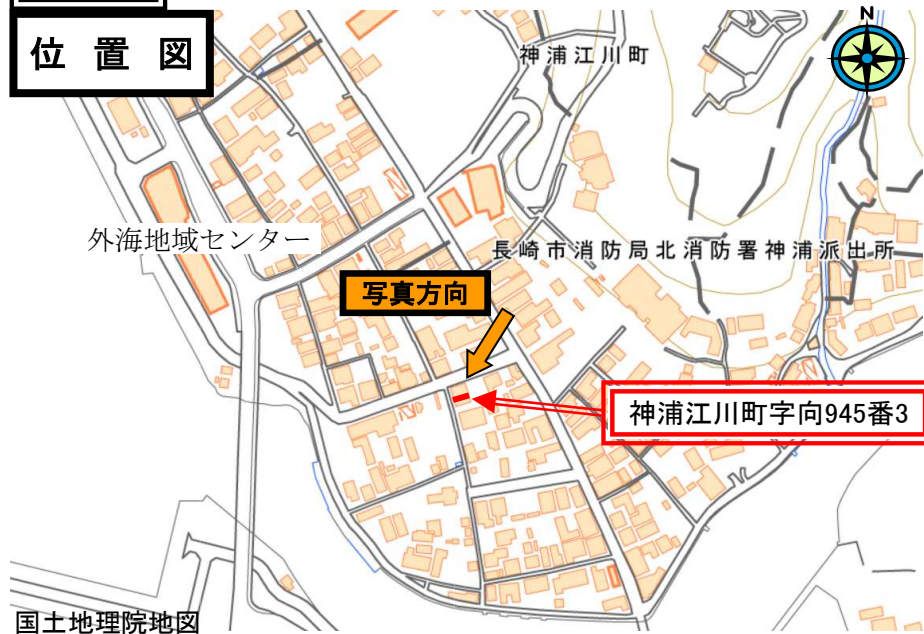 位置図
N
神浦江川町
外海地域センター
長崎市消防局北消防署神浦派出所
写真方向
神浦江川町字向945番3
国土地理院地図